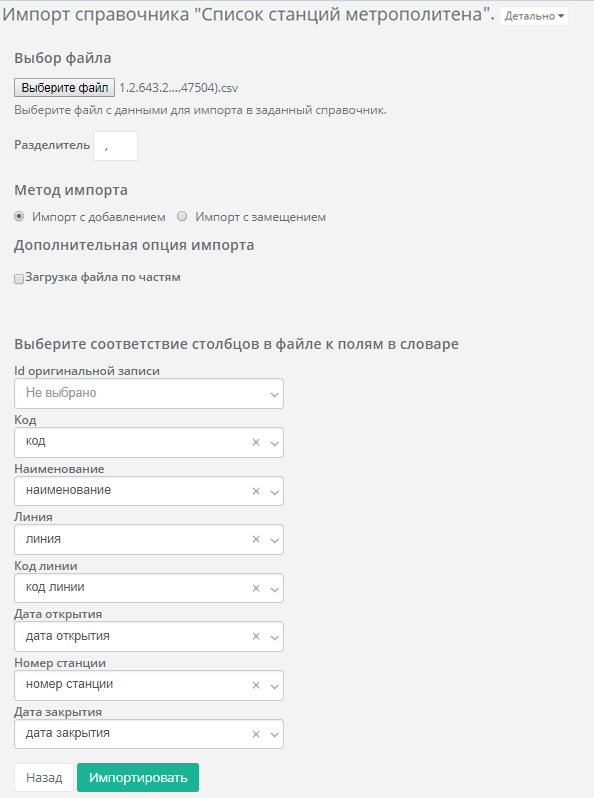 Импорт справочника "Список станций метрополитена". Детально
Выбор файла
Выберите файл 1.2.643.2....47504).csv
Выберите файл с данными для импорта в заданный справочник.
Разделитель ,
Метод импорта
Импорт с добавлением Импорт с замещением
Дополнительная опция импорта
Загрузка файла по частям
Выберите соответствие столбцов в файле к полям в словаре
Id оригинальной записи
Не выбрано
Код
код
Наименование
наименование
Линия
линия
Код линии
код линии
Дата открытия
дата открытия
Номер станции
номер станции
Дата закрытия
дата закрытия
Назад Импортировать